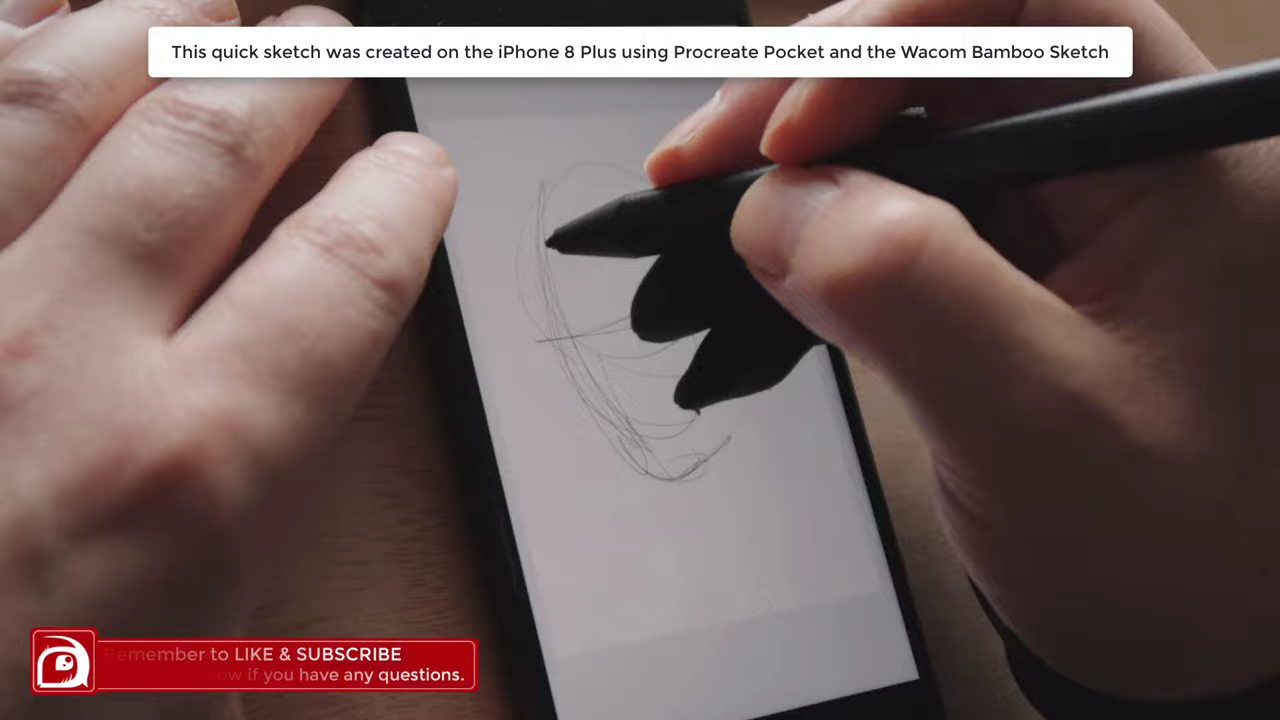 This quick sketch was created on the iPhone 8 Plus using Procreate Pocket and the Wacom Bamboo Sketch
Remember to LIKE & SUBSCRIBE
if you have any questions.